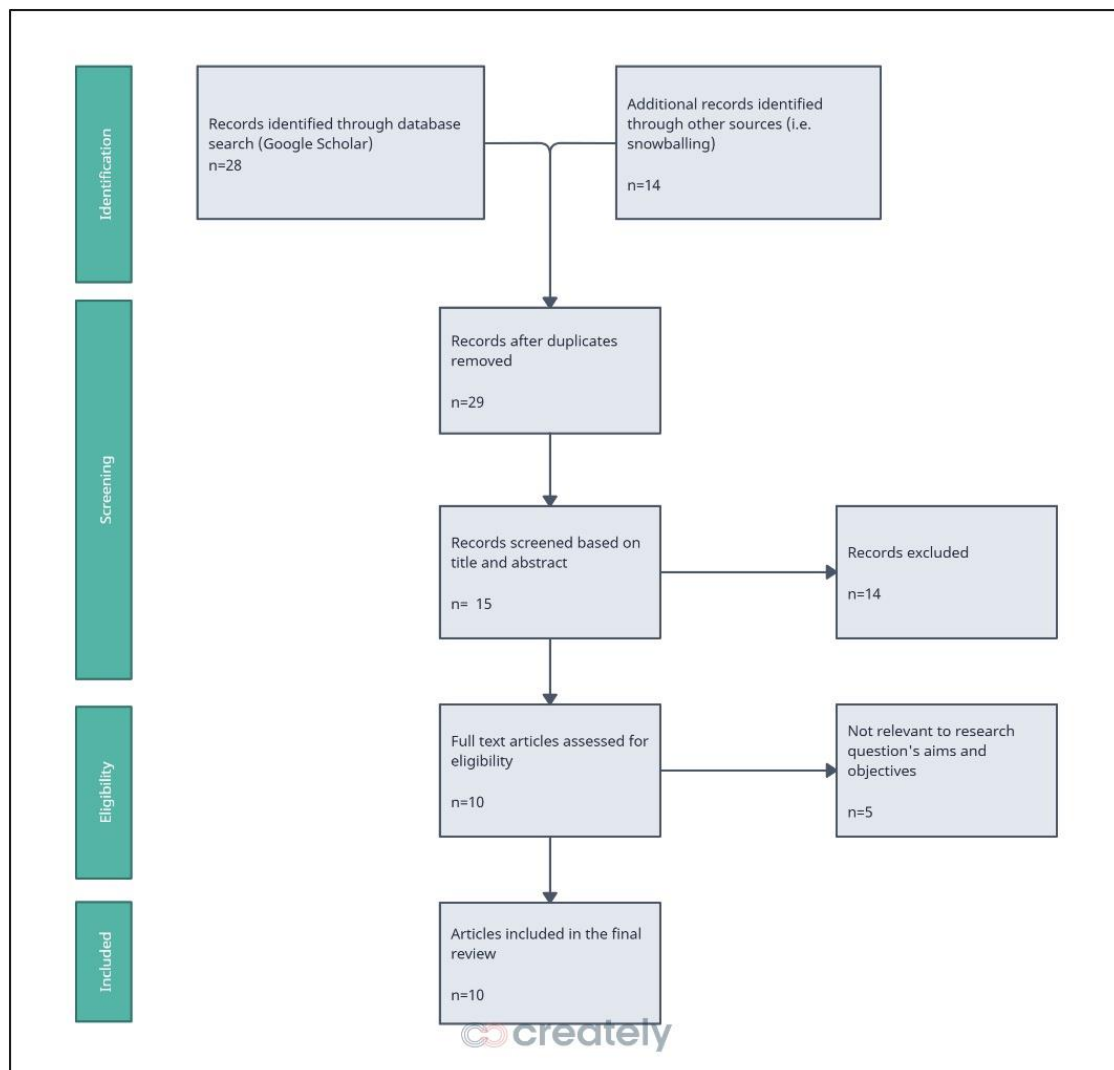 Identification
Records identified through database
search (Google Scholar)
n=28
Additional records identified
through other sources (i.e.
snowballing)
n=14
Screening
Records after duplicates
removed
n=29
Records screened based on
title and abstract
n= 15
Records excluded
n=14
Eligibility
Full text articles assessed for
eligibility
n=10
Not relevant to research
question's aims and
objectives
n=5
Included
Articles included in the final
review
n=10
creately